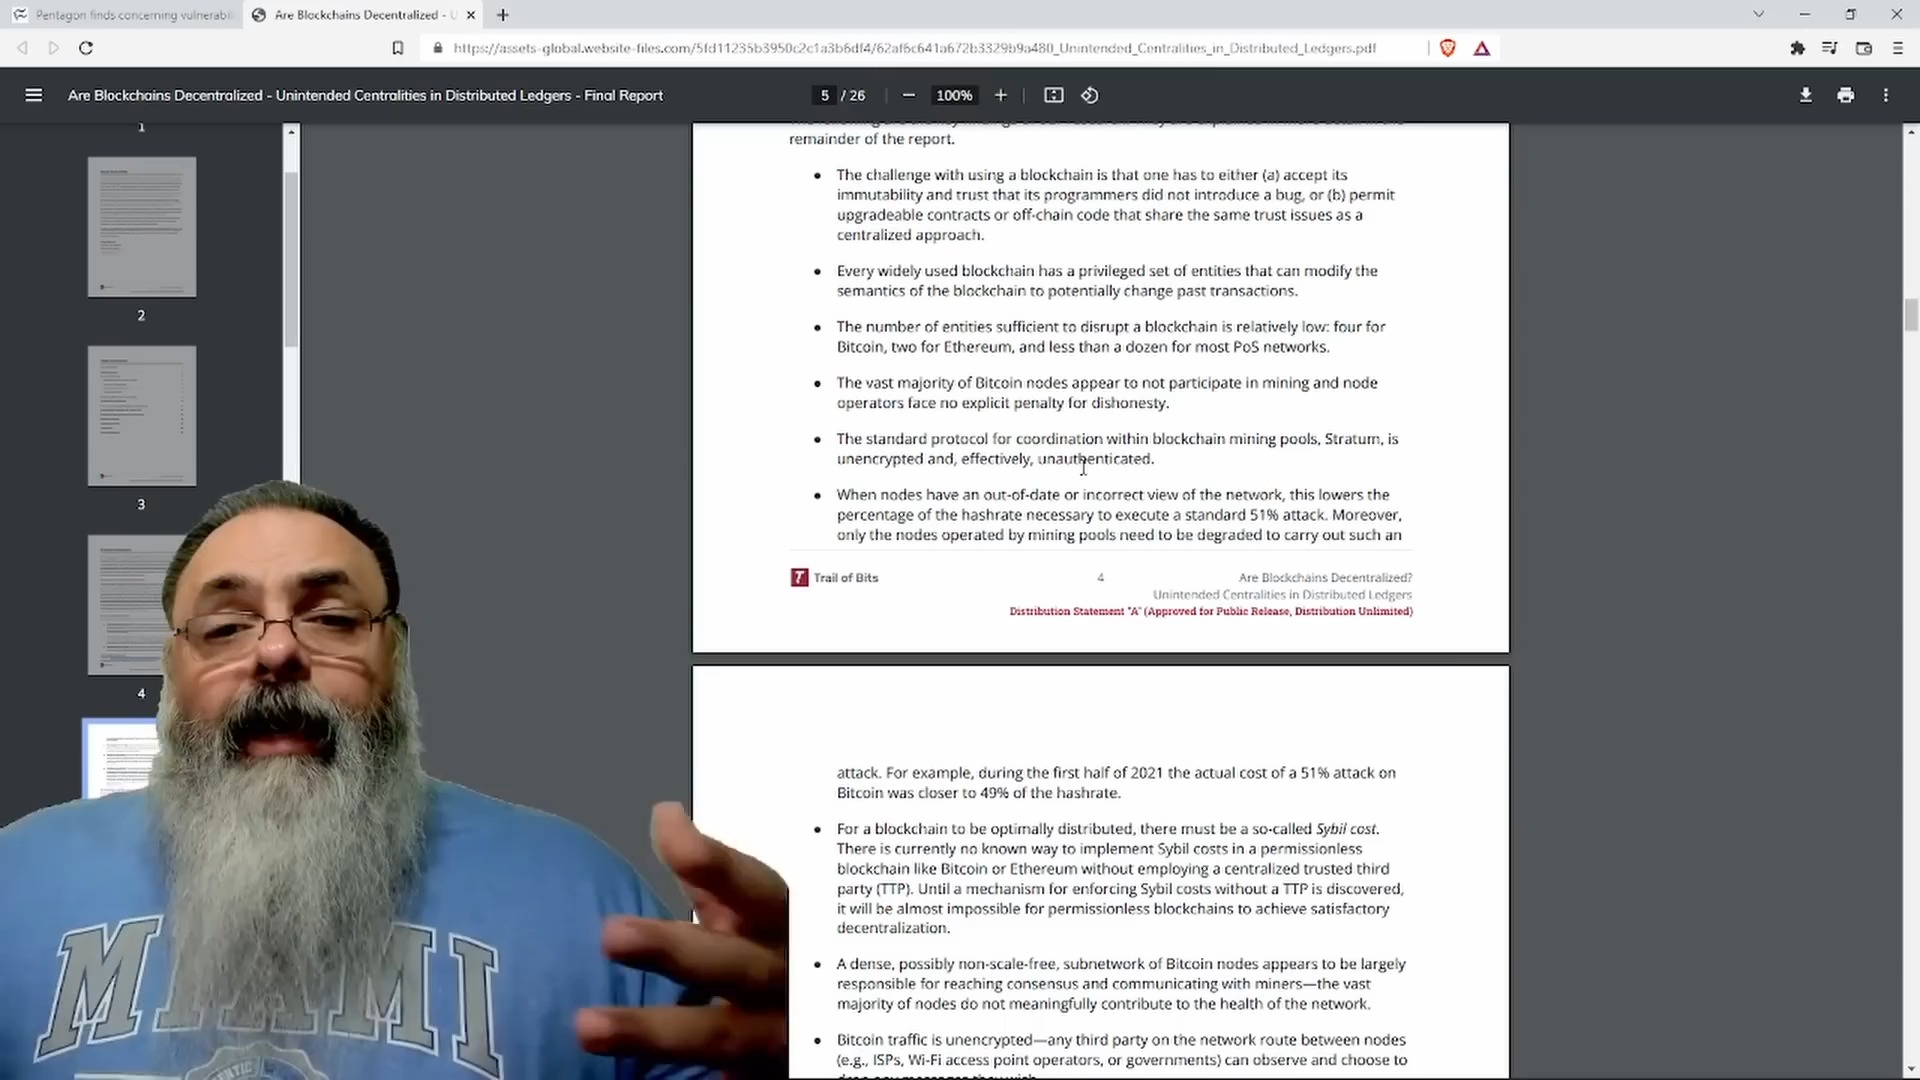 Pentagon finds concerning vulnerabil
Are Blockchains Decentralized - U
https://assets-global.website-files.com/5fd11235b3950c2c1a3b6df4/62af6c641a672b3329b9a480_Unintended_Centralities_in_Distributed_Ledgers.pdf
Are Blockchains Decentralized - Unintended Centralities in Distributed Ledgers - Final Report
5 / 26
100%
1
2
3
4
remainder of the report.
• The challenge with using a blockchain is that one has to either (a) accept its
immutability and trust that its programmers did not introduce a bug, or (b) permit
upgradeable contracts or off-chain code that share the same trust issues as a
centralized approach.
• Every widely used blockchain has a privileged set of entities that can modify the
semantics of the blockchain to potentially change past transactions.
• The number of entities sufficient to disrupt a blockchain is relatively low: four for
Bitcoin, two for Ethereum, and less than a dozen for most PoS networks.
• The vast majority of Bitcoin nodes appear to not participate in mining and node
operators face no explicit penalty for dishonesty.
• The standard protocol for coordination within blockchain mining pools, Stratum, is
unencrypted and, effectively, unauthenticated.
• When nodes have an out-of-date or incorrect view of the network, this lowers the
percentage of the hashrate necessary to execute a standard 51% attack. Moreover,
only the nodes operated by mining pools need to be degraded to carry out such an
Trail of Bits
4
Are Blockchains Decentralized?
Unintended Centralities in Distributed Ledgers
Distribution Statement "A" (Approved for Public Release, Distribution Unlimited)
attack. For example, during the first half of 2021 the actual cost of a 51% attack on
Bitcoin was closer to 49% of the hashrate.
• For a blockchain to be optimally distributed, there must be a so-called Sybil cost.
There is currently no known way to implement Sybil costs in a permissionless
blockchain like Bitcoin or Ethereum without employing a centralized trusted third
party (TTP). Until a mechanism for enforcing Sybil costs without a TTP is discovered,
it will be almost impossible for permissionless blockchains to achieve satisfactory
decentralization.
• A dense, possibly non-scale-free, subnetwork of Bitcoin nodes appears to be largely
responsible for reaching consensus and communicating with miners—the vast
majority of nodes do not meaningfully contribute to the health of the network.
• Bitcoin traffic is unencrypted—any third party on the network route between nodes
(e.g., ISPs, Wi-Fi access point operators, or governments) can observe and choose to
MIAMI